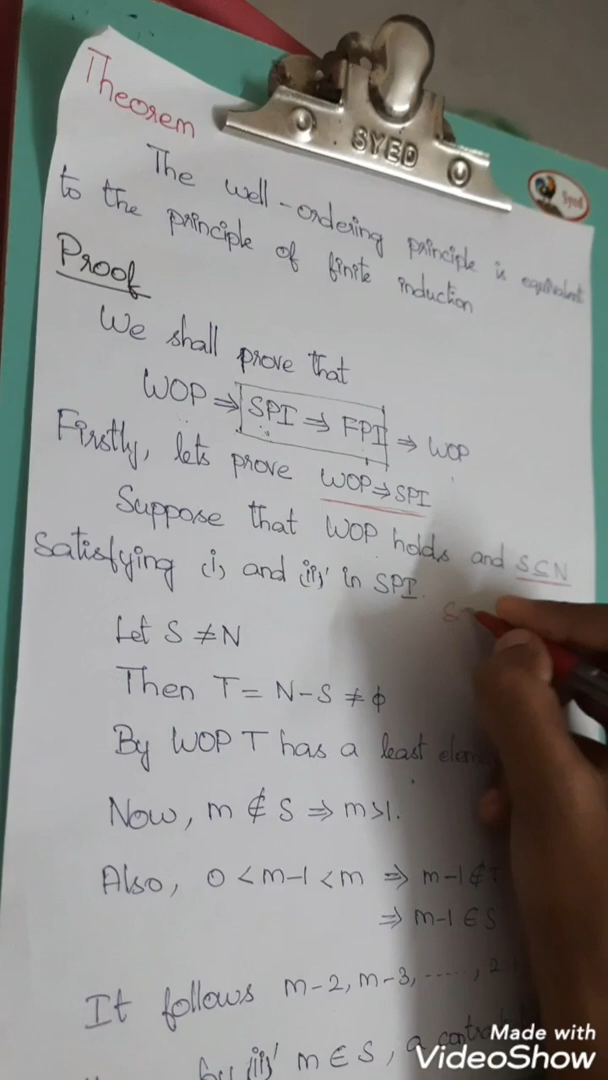 SYED
Syed
Theorem
The well-ordering principle is equivalent
to the principle of finite induction
Proof
We shall prove that
WOP ⇒ SPI ⇒ FPI ⇒ WOP
Firstly, lets prove WOP ⇒ SPI
Suppose that WOP holds and S ⊆ N
satisfying (i) and (ii)' in SPI.
Let S ≠ N
Then T = N - S ≠ ϕ
By WOP T has a least
Now, m ∉ S ⇒ m > 1.
Also, 0 < m-1 < m ⇒ m-1 ∉ T
⇒ m-1 ∈ S
It follows m-2, m-3, ....., 2
by (ii)' m ∈ S, a
Made with
VideoShow